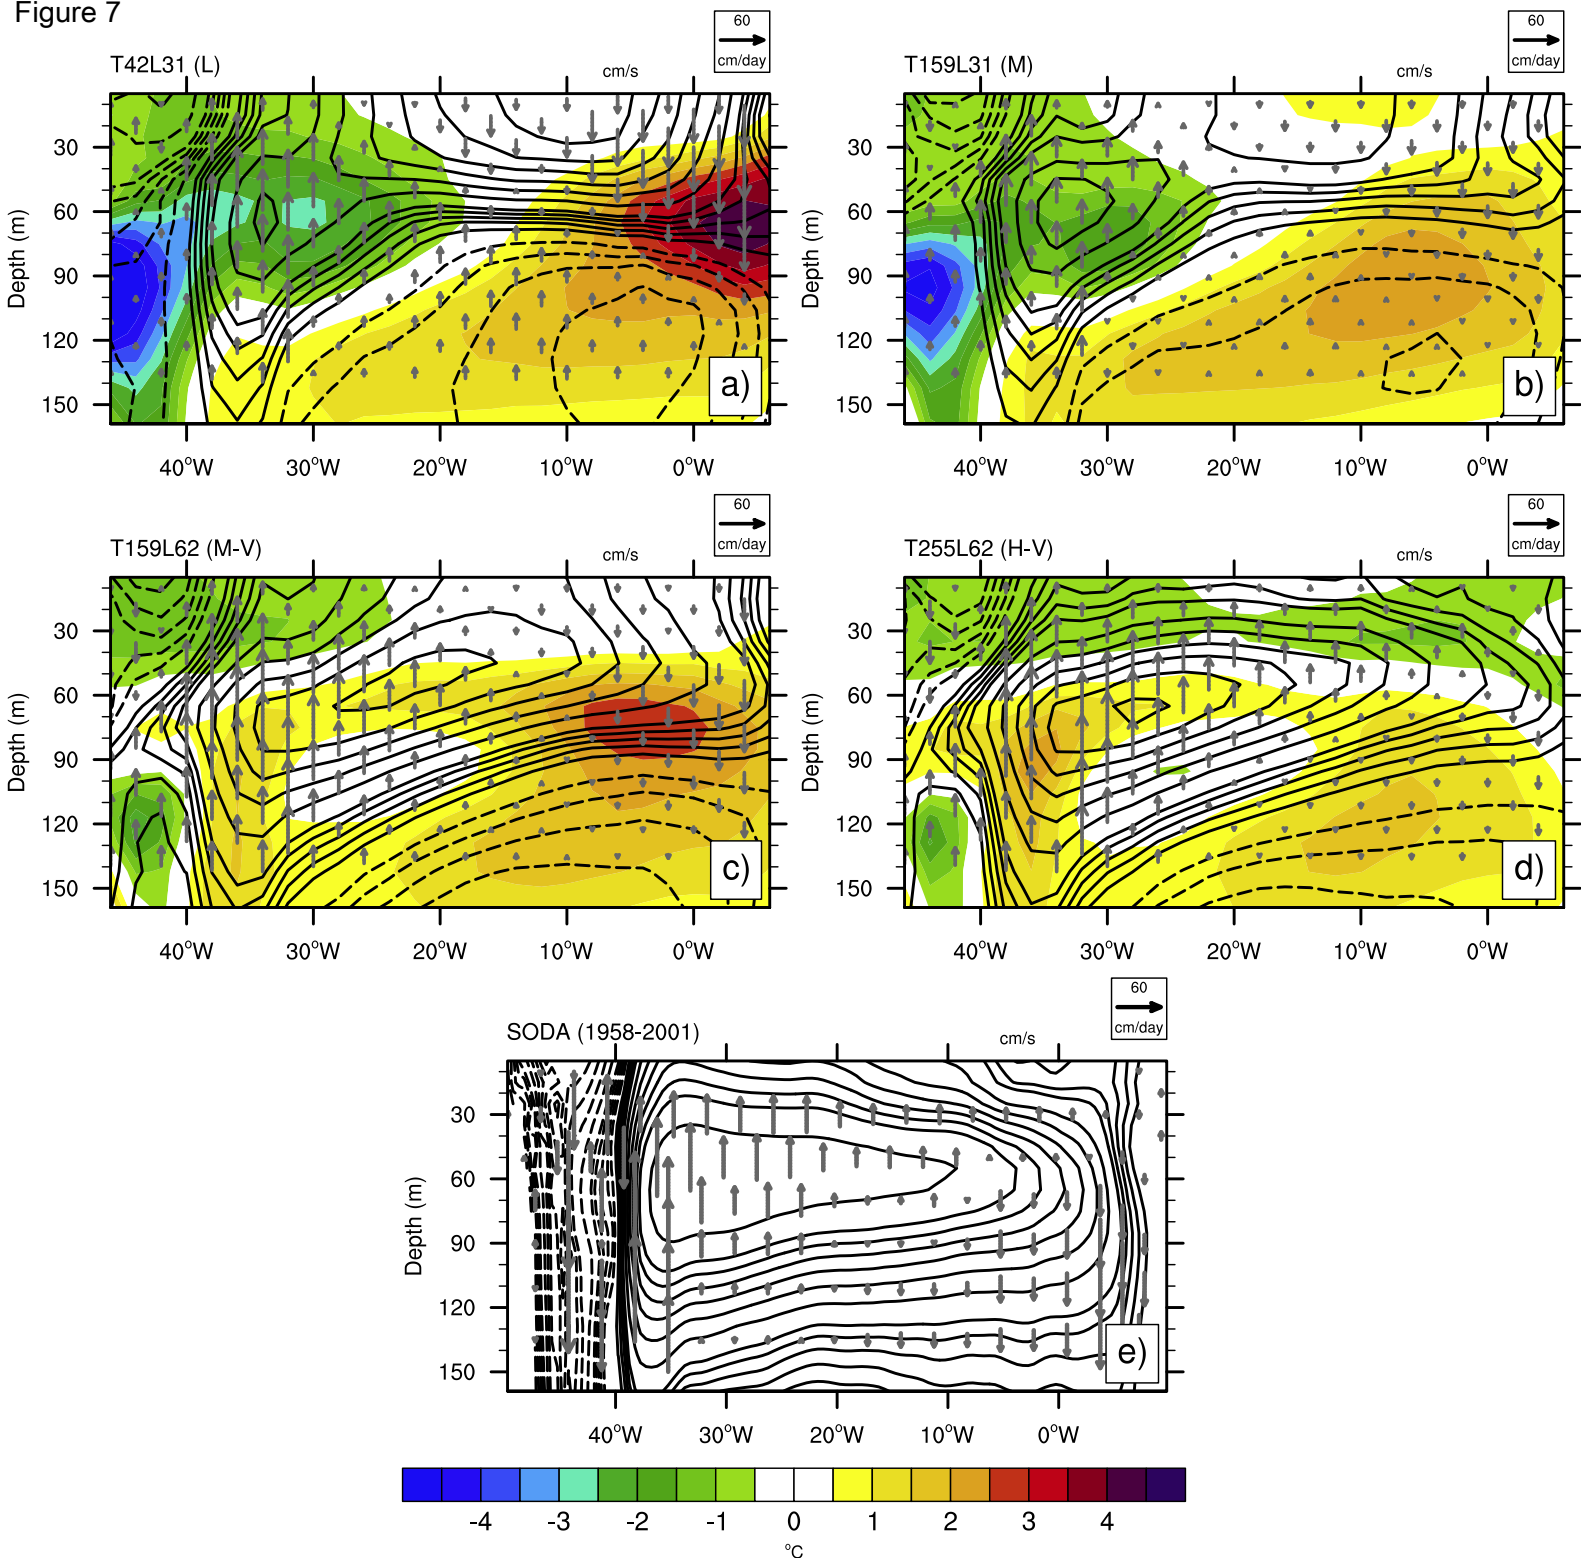 Figure 7
60
cm/day
T42L31 (L)
cm/s
30
60
90
120
150
Depth (m)
a)
40°W 30°W 20°W 10°W 0°W
60
cm/day
T159L31 (M)
cm/s
30
60
90
120
150
Depth (m)
b)
40°W 30°W 20°W 10°W 0°W
60
cm/day
T159L62 (M-V)
cm/s
30
60
90
120
150
Depth (m)
c)
40°W 30°W 20°W 10°W 0°W
60
cm/day
T255L62 (H-V)
cm/s
30
60
90
120
150
Depth (m)
d)
40°W 30°W 20°W 10°W 0°W
60
cm/day
SODA (1958-2001)
cm/s
30
60
90
120
150
Depth (m)
e)
40°W 30°W 20°W 10°W 0°W
-4 -3 -2 -1 0 1 2 3 4
°C